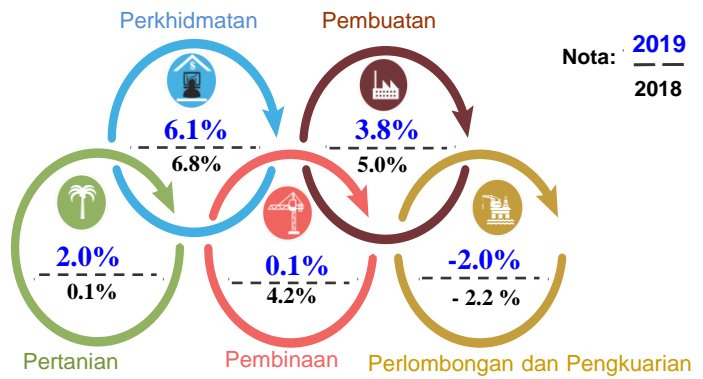 Perkhidmatan
Pembuatan
Nota:
2019
2018
6.1%
6.8%
3.8%
5.0%
2.0%
0.1%
0.1%
4.2%
-2.0%
- 2.2 %
Pertanian
Pembinaan
Perlombongan dan Pengkuarian